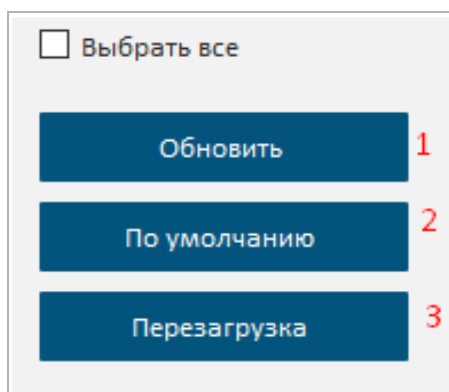 Выбрать все
Обновить 1
По умолчанию 2
Перезагрузка 3